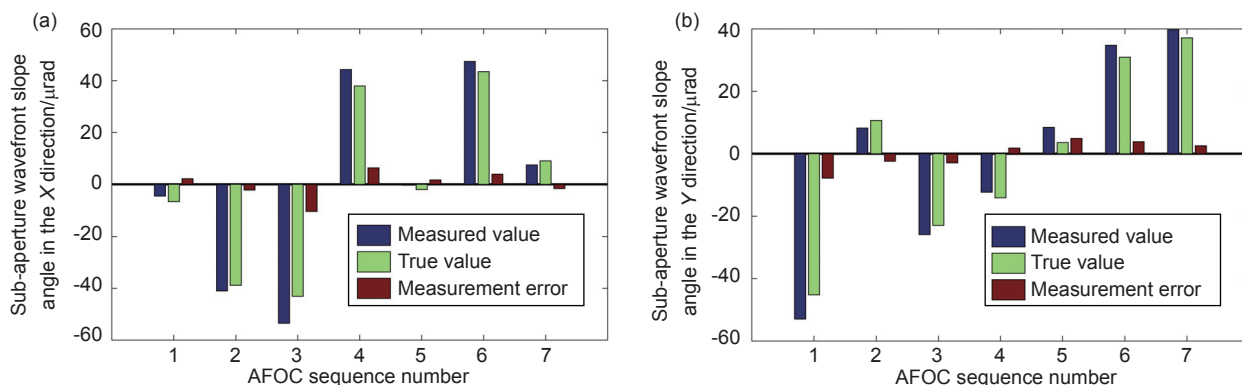 (a)
Sub-aperture wavefront slope
angle in the X direction/μrad
60
40
20
0
-20
-40
-60
Measured value
True value
Measurement error
1 2 3 4 5 6 7
AFOC sequence number
(b)
Sub-aperture wavefront slope
angle in the Y direction/μrad
40
20
0
-20
-40
-60
Measured value
True value
Measurement error
1 2 3 4 5 6 7
AFOC sequence number